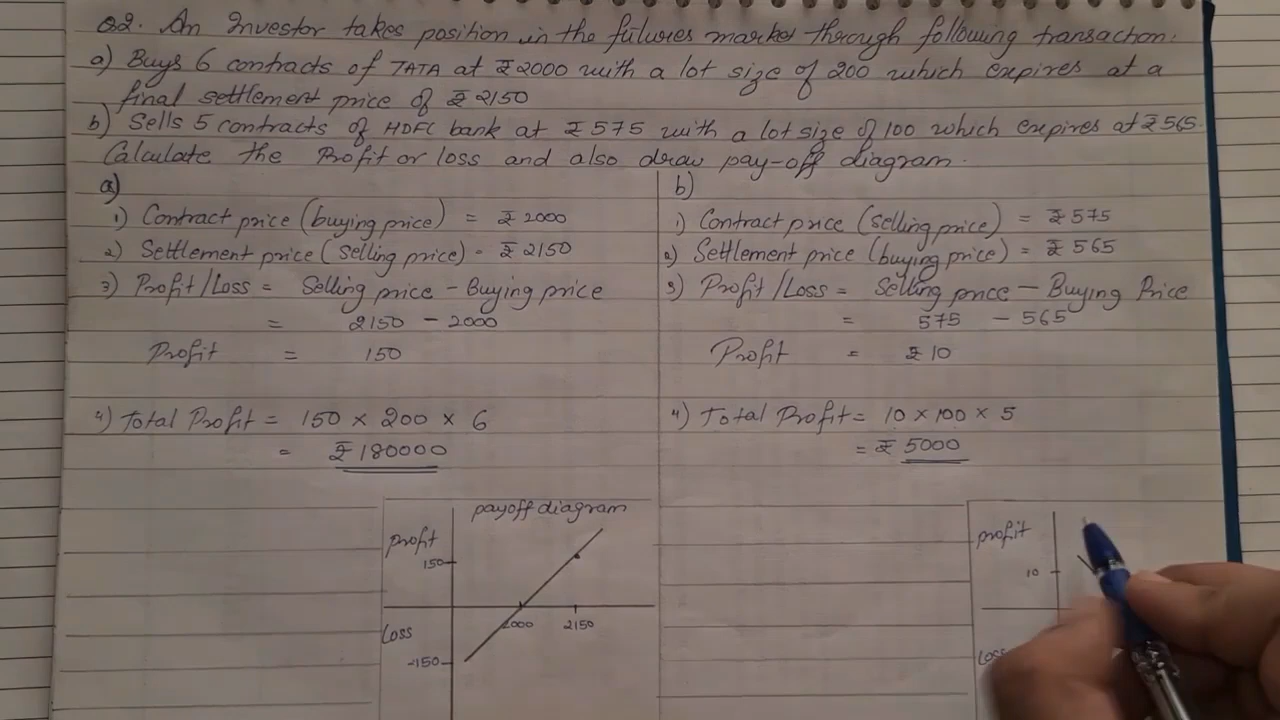 Q2. An Investor takes position in the futures market through following transaction.
a) Buys 6 contracts of TATA at ₹2000 with a lot size of 200 which expires at a
final settlement price of ₹2150
b) Sells 5 contracts of HDFC bank at ₹575 with a lot size of 100 which expires at ₹565.
Calculate the Profit or loss and also draw pay-off diagram.
a)
1) Contract price (buying price) = ₹2000
2) Settlement price (selling price) = ₹2150
3) Profit/Loss = Selling price - Buying price
= 2150 - 2000
Profit = 150
4) Total Profit = 150 × 200 × 6
= ₹180000
payoff diagram
profit
150
Loss
2000 2150
-150
b)
1) Contract price (selling price) = ₹575
2) Settlement price (buying price) = ₹565
3) Profit/Loss = Selling price - Buying Price
= 575 - 565
Profit = ₹10
4) Total Profit = 10 × 100 × 5
= ₹5000
profit
10